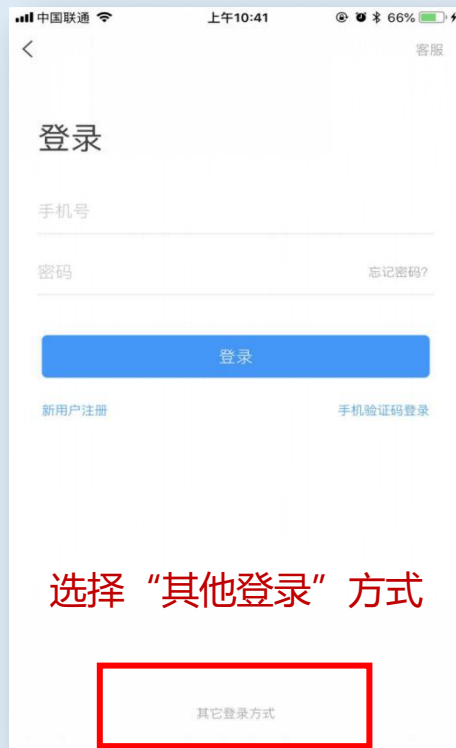 中国联通 上午10:41 66%
客服
登录
手机号
密码 忘记密码?
登录
新用户注册 手机验证码登录
选择“其他登录”方式
其它登录方式